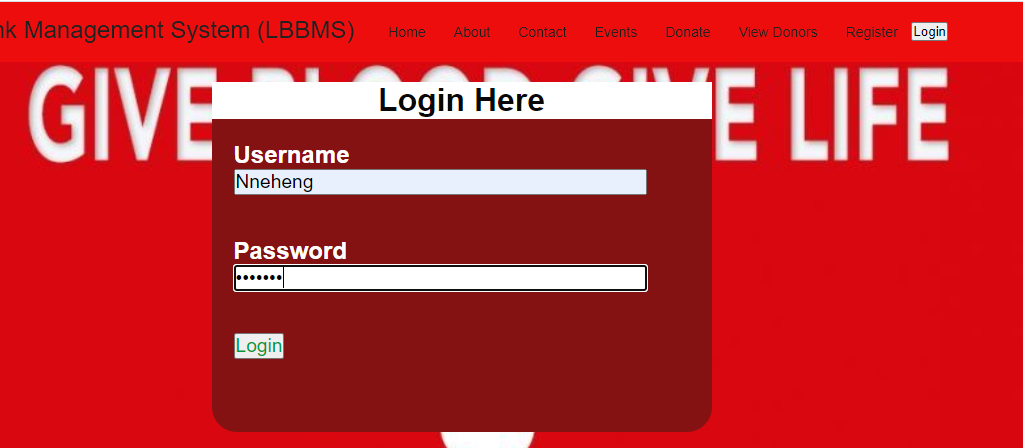 Management System (LBBMS) Home About Contact Events Donate View Donors Register Login
GIVE BLOOD GIVE LIFE
Login Here
Username
Nneheng
Password
•••••••
Login